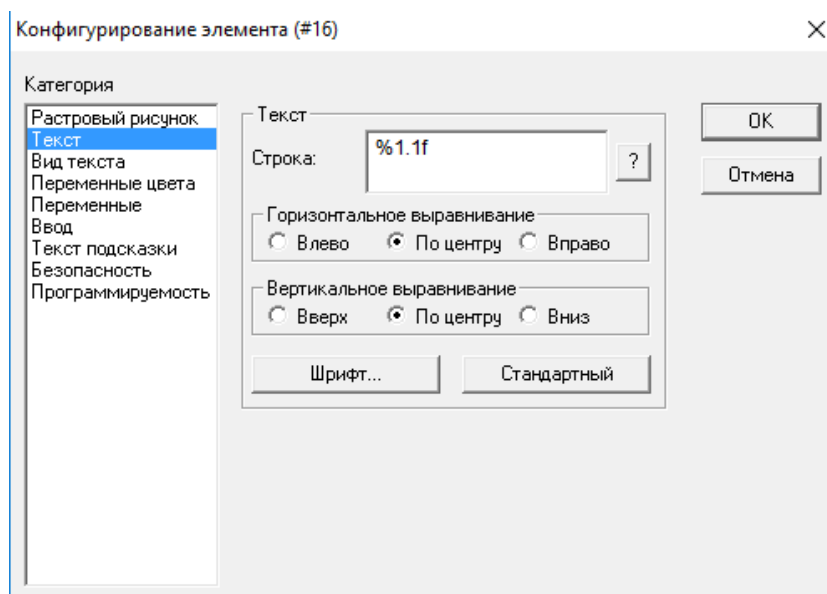 Конфигурирование элемента (#16)
Категория
Растровый рисунок
Текст
Вид текста
Переменные цвета
Переменные
Ввод
Текст подсказки
Безопасность
Программируемость
Текст
Строка:
%1.1f
?
Горизонтальное выравнивание
Влево По центру Вправо
Вертикальное выравнивание
Вверх По центру Вниз
Шрифт... Стандартный
OK
Отмена